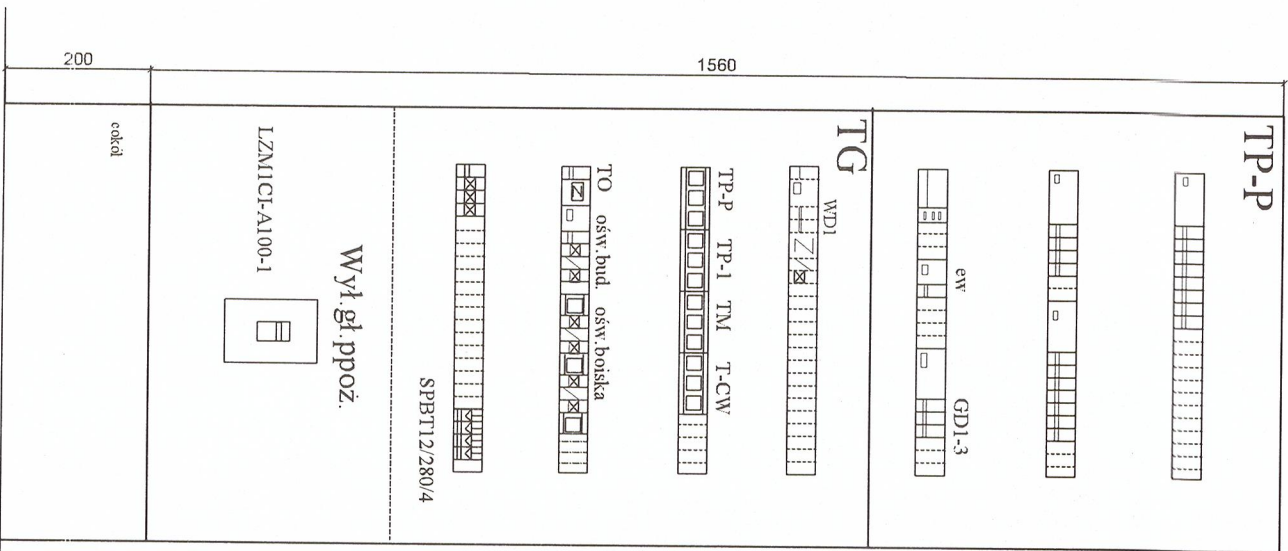 200
1560
TP-P
ew
GD1-3
TG
WD1
TP-P TP-1 TM T-CW
TO ośw.bud. ośw.boiska
SPBT12/280/4
Wył.gł.ppoż.
LZM1CI-A100-1
cokół